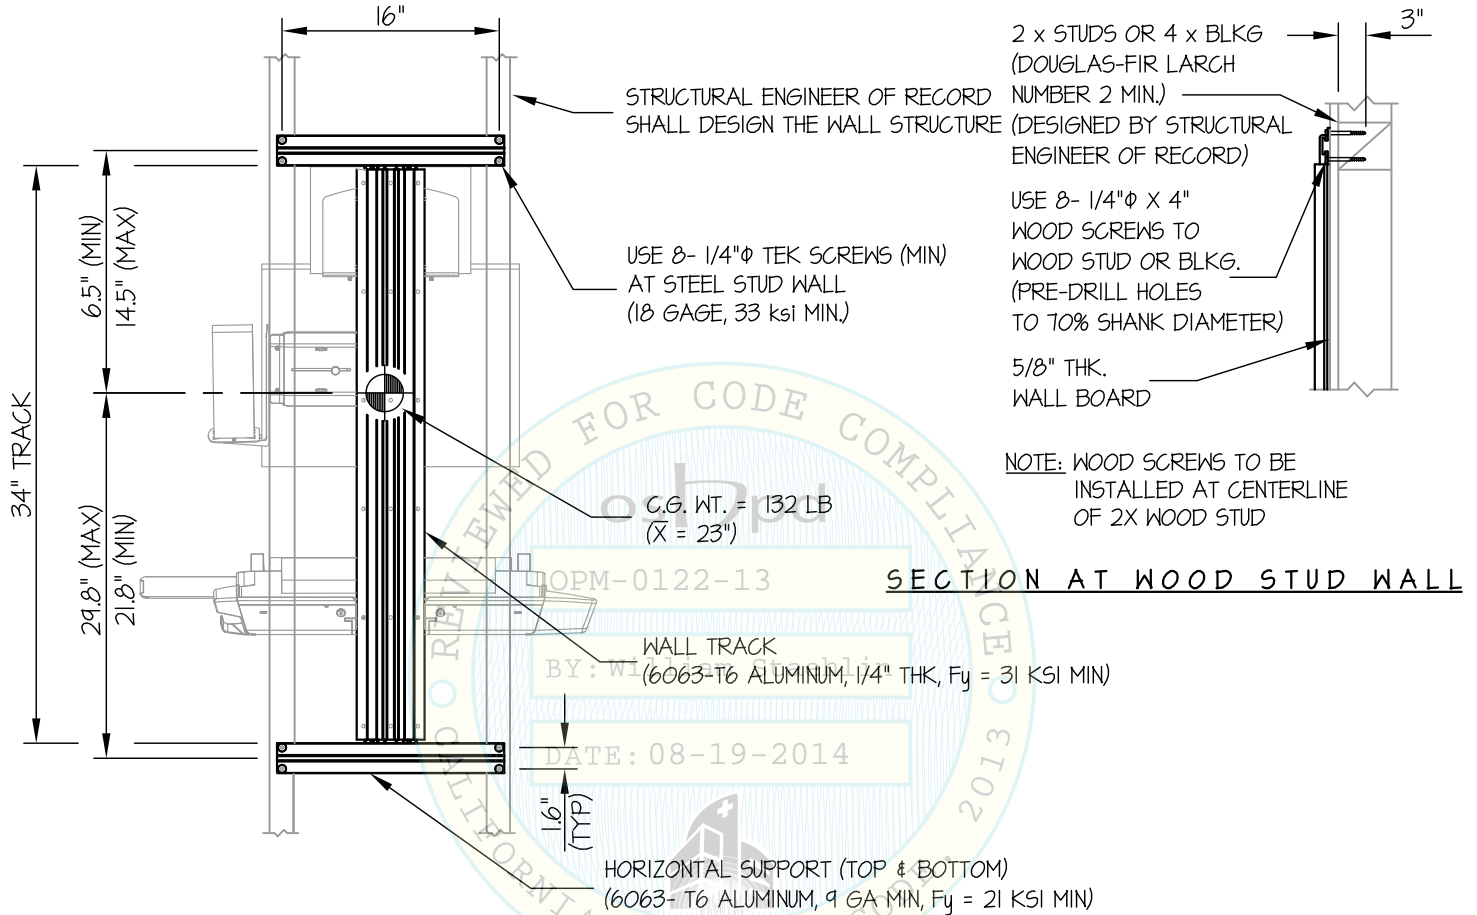 16"
STRUCTURAL ENGINEER OF RECORD
SHALL DESIGN THE WALL STRUCTURE
2 x STUDS OR 4 x BLKG
(DOUGLAS-FIR LARCH
NUMBER 2 MIN.)
(DESIGNED BY STRUCTURAL
ENGINEER OF RECORD)
3"
6.5" (MIN)
14.5" (MAX)
USE 8- 1/4"Φ TEK SCREWS (MIN)
AT STEEL STUD WALL
(18 GAGE, 33 ksi MIN.)
USE 8- 1/4"Φ X 4"
WOOD SCREWS TO
WOOD STUD OR BLKG.
(PRE-DRILL HOLES
TO 70% SHANK DIAMETER)
5/8" THK.
WALL BOARD
NOTE: WOOD SCREWS TO BE
INSTALLED AT CENTERLINE
OF 2X WOOD STUD
SECTION AT WOOD STUD WALL
34" TRACK
29.8" (MAX)
21.8" (MIN)
C.G. WT. = 132 LB
(X̅ = 23")
WALL TRACK
(6063-T6 ALUMINUM, 1/4" THK, Fy = 31 KSI MIN)
1.6"
(TYP)
HORIZONTAL SUPPORT (TOP & BOTTOM)
(6063- T6 ALUMINUM, 9 GA MIN, Fy = 21 KSI MIN)
REVIEWED FOR CODE COMPLIANCE
oshpd
OPM-0122-13
BY: William Staehlin
DATE: 08-19-2014
CALIFORNIA
CODE, 2013